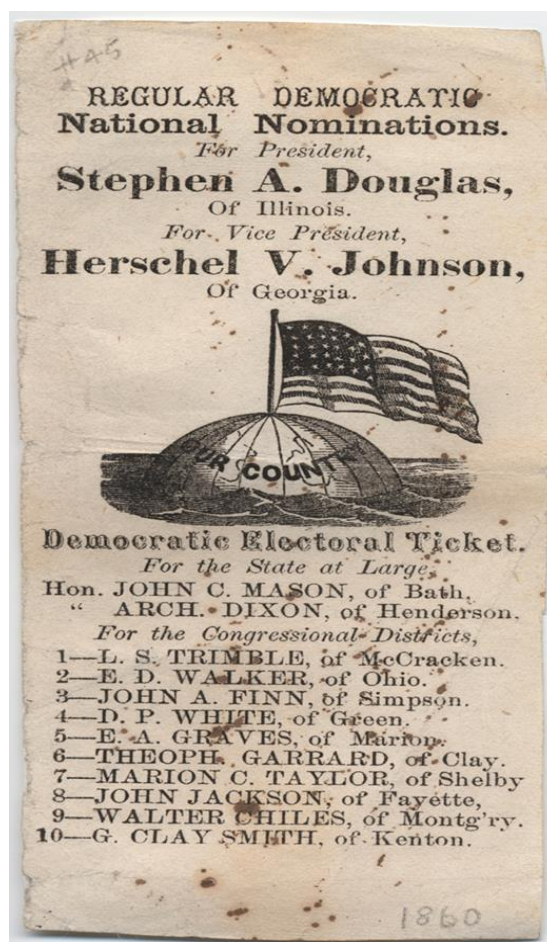 #45
REGULAR DEMOCRATIC
National Nominations.
For President,
Stephen A. Douglas,
Of Illinois.
For Vice President,
Herschel V. Johnson,
Of Georgia.
OUR COUNTRY
Democratic Electoral Ticket.
For the State at Large,
Hon. JOHN C. MASON, of Bath,
“ ARCH. DIXON, of Henderson.
For the Congressional Districts,
1—L. S. TRIMBLE, of McCracken.
2—E. D. WALKER, of Ohio.
3—JOHN A. FINN, of Simpson.
4—D. P. WHITE, of Green.
5—E. A. GRAVES, of Marion.
6—THEOPH. GARRARD, of Clay.
7—MARION C. TAYLOR, of Shelby
8—JOHN JACKSON, of Fayette,
9—WALTER CHILES, of Montg'ry.
10—G. CLAY SMITH, of Kenton.
1860